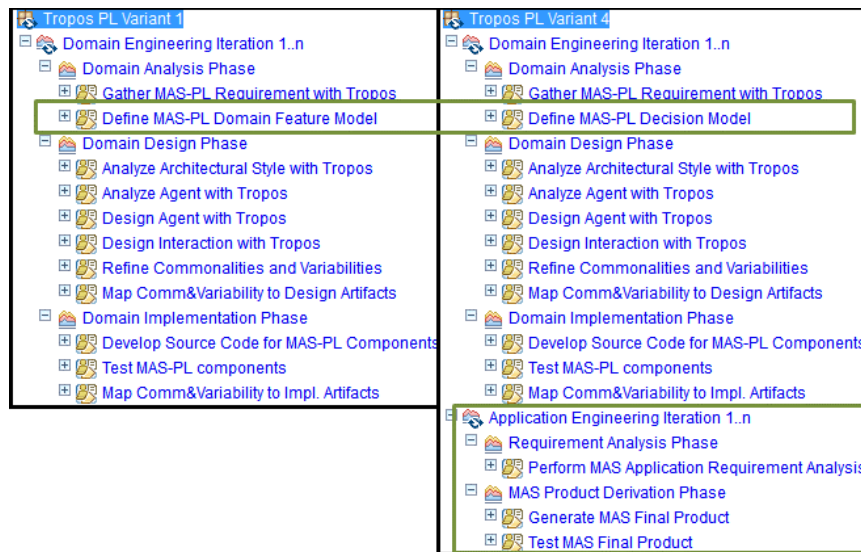 Tropos PL Variant 1
Domain Engineering Iteration 1..n
Domain Analysis Phase
Gather MAS-PL Requirement with Tropos
Define MAS-PL Domain Feature Model
Domain Design Phase
Analyze Architectural Style with Tropos
Analyze Agent with Tropos
Design Agent with Tropos
Design Interaction with Tropos
Refine Commonalities and Variabilities
Map Comm&Variability to Design Artifacts
Domain Implementation Phase
Develop Source Code for MAS-PL Components
Test MAS-PL components
Map Comm&Variability to Impl. Artifacts
Tropos PL Variant 4
Domain Engineering Iteration 1..n
Domain Analysis Phase
Gather MAS-PL Requirement with Tropos
Define MAS-PL Decision Model
Domain Design Phase
Analyze Architectural Style with Tropos
Analyze Agent with Tropos
Design Agent with Tropos
Design Interaction with Tropos
Refine Commonalities and Variabilities
Map Comm&Variability to Design Artifacts
Domain Implementation Phase
Develop Source Code for MAS-PL Components
Test MAS-PL components
Map Comm&Variability to Impl. Artifacts
Application Engineering Iteration 1..n
Requirement Analysis Phase
Perform MAS Application Requirement Analysis
MAS Product Derivation Phase
Generate MAS Final Product
Test MAS Final Product